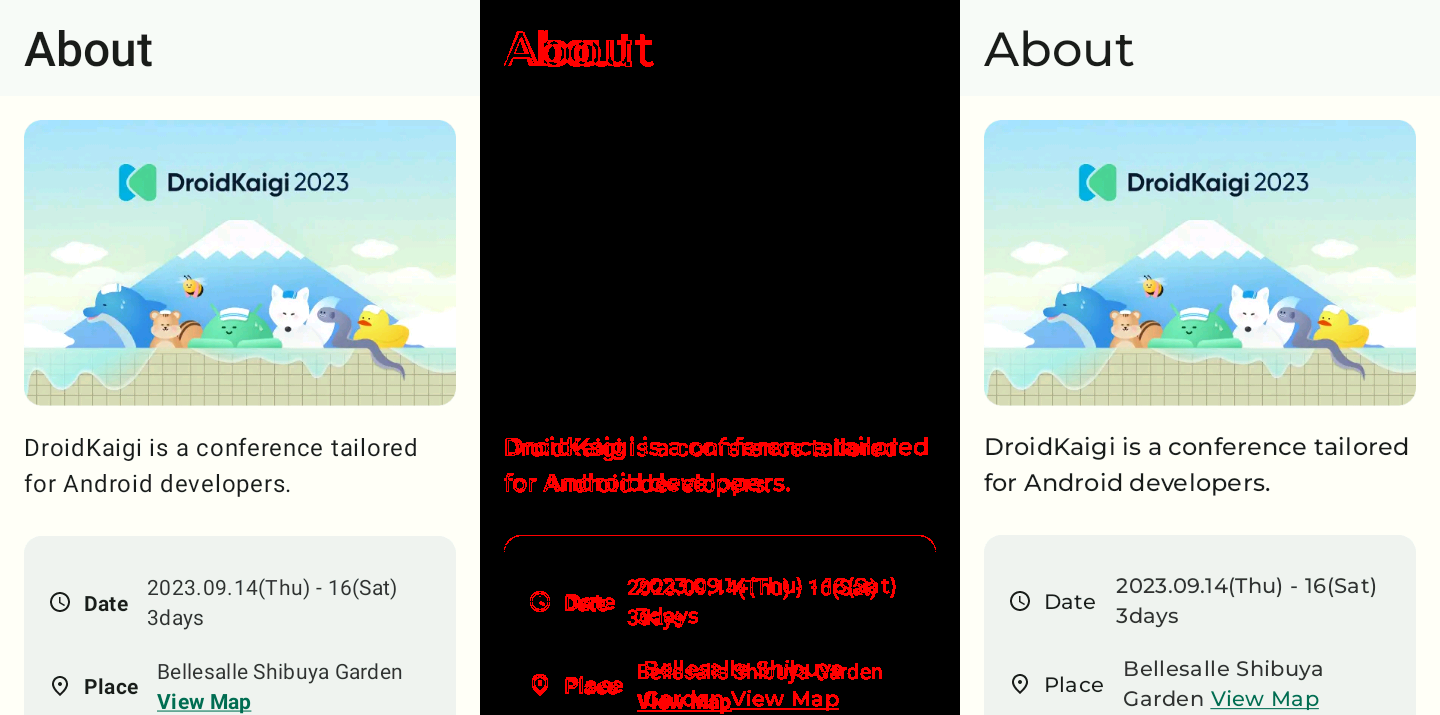 About
DroidKaigi 2023
DroidKaigi is a conference tailored
for Android developers.
Date
2023.09.14(Thu) - 16(Sat)
3days
Place
Bellesalle Shibuya Garden
View Map
About
DroidKaigi is a conference tailored
for Android developers.
Date
2023.09.14(Thu) - 16(Sat)
3days
Place
Bellesalle Shibuya
Garden View Map
About
DroidKaigi 2023
DroidKaigi is a conference tailored
for Android developers.
Date
2023.09.14(Thu) - 16(Sat)
3days
Place
Bellesalle Shibuya
Garden View Map